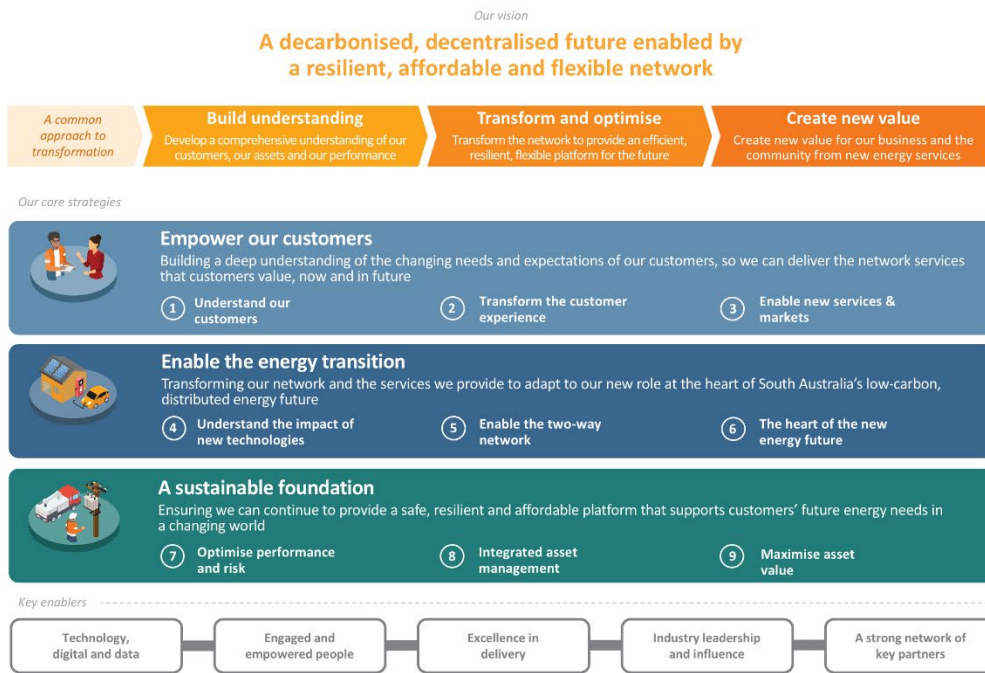 Our vision
A decarbonised, decentralised future enabled by
a resilient, affordable and flexible network
A common
approach to
transformation
Build understanding
Develop a comprehensive understanding of our
customers, our assets and our performance
Transform and optimise
Transform the network to provide an efficient,
resilient, flexible platform for the future
Create new value
Create new value for our business and the
community from new energy services
Our core strategies
Empower our customers
Building a deep understanding of the changing needs and expectations of our customers, so we can deliver the network services
that customers value, now and in future
1
Understand our
customers
2
Transform the customer
experience
3
Enable new services &
markets
Enable the energy transition
Transforming our network and the services we provide to adapt to our new role at the heart of South Australia's low-carbon,
distributed energy future
4
Understand the impact of
new technologies
5
Enable the two-way
network
6
The heart of the new
energy future
A sustainable foundation
Ensuring we can continue to provide a safe, resilient and affordable platform that supports customers' future energy needs in
a changing world
7
Optimise performance
and risk
8
Integrated asset
management
9
Maximise asset
value
Key enablers
Technology,
digital and data
Engaged and
empowered people
Excellence in
delivery
Industry leadership
and influence
A strong network of
key partners